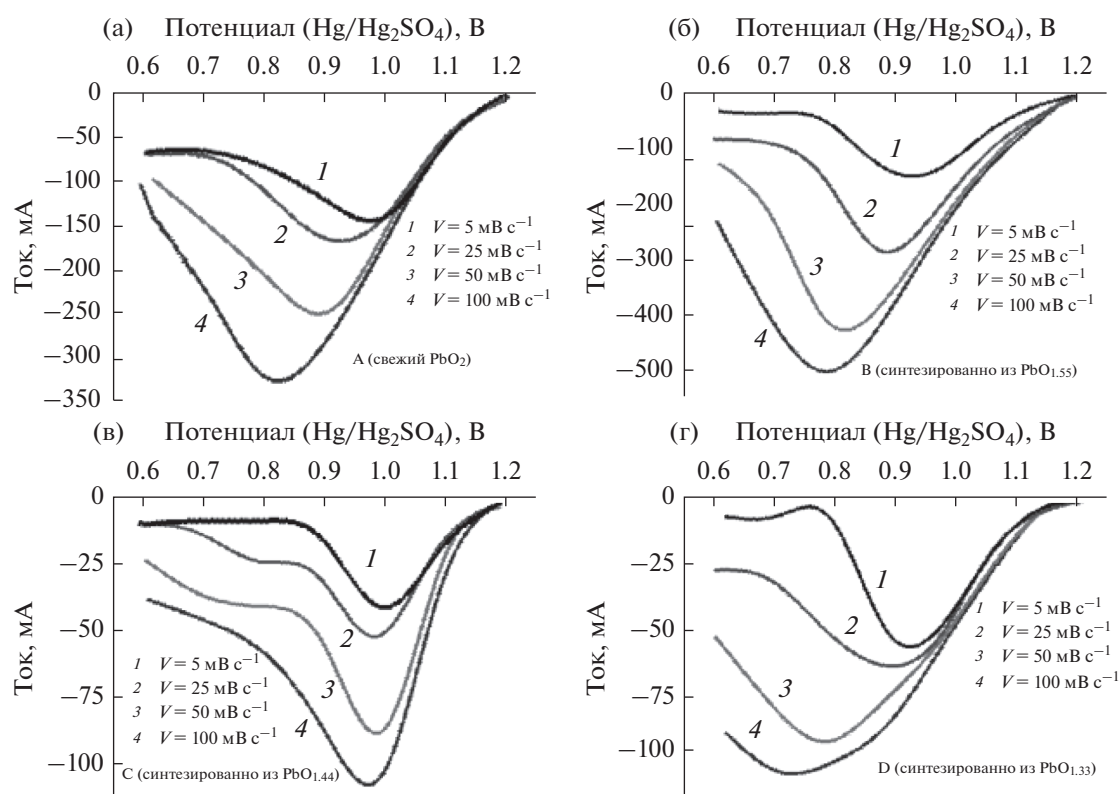 (а) Потенциал (Hg/Hg₂SO₄), В
0.6 0.7 0.8 0.9 1.0 1.1 1.2
0
−50
−100
−150
−200
−250
−300
−350
Ток, мА
1
2
3
4
1 V = 5 мВ с⁻¹
2 V = 25 мВ с⁻¹
3 V = 50 мВ с⁻¹
4 V = 100 мВ с⁻¹
A (свежий PbO₂)
(б) Потенциал (Hg/Hg₂SO₄), В
0.6 0.7 0.8 0.9 1.0 1.1 1.2
0
−100
−200
−300
−400
−500
Ток, мА
1
2
3
4
1 V = 5 мВ с⁻¹
2 V = 25 мВ с⁻¹
3 V = 50 мВ с⁻¹
4 V = 100 мВ с⁻¹
B (синтезированно из PbO₁.₅₅)
(в) Потенциал (Hg/Hg₂SO₄), В
0.6 0.7 0.8 0.9 1.0 1.1 1.2
0
−25
−50
−75
−100
Ток, мА
1
2
3
4
1 V = 5 мВ с⁻¹
2 V = 25 мВ с⁻¹
3 V = 50 мВ с⁻¹
4 V = 100 мВ с⁻¹
C (синтезированно из PbO₁.₄₄)
(г) Потенциал (Hg/Hg₂SO₄), В
0.6 0.7 0.8 0.9 1.0 1.1 1.2
0
−25
−50
−75
−100
Ток, мА
1
2
3
4
1 V = 5 мВ с⁻¹
2 V = 25 мВ с⁻¹
3 V = 50 мВ с⁻¹
4 V = 100 мВ с⁻¹
D (синтезированно из PbO₁.₃₃)